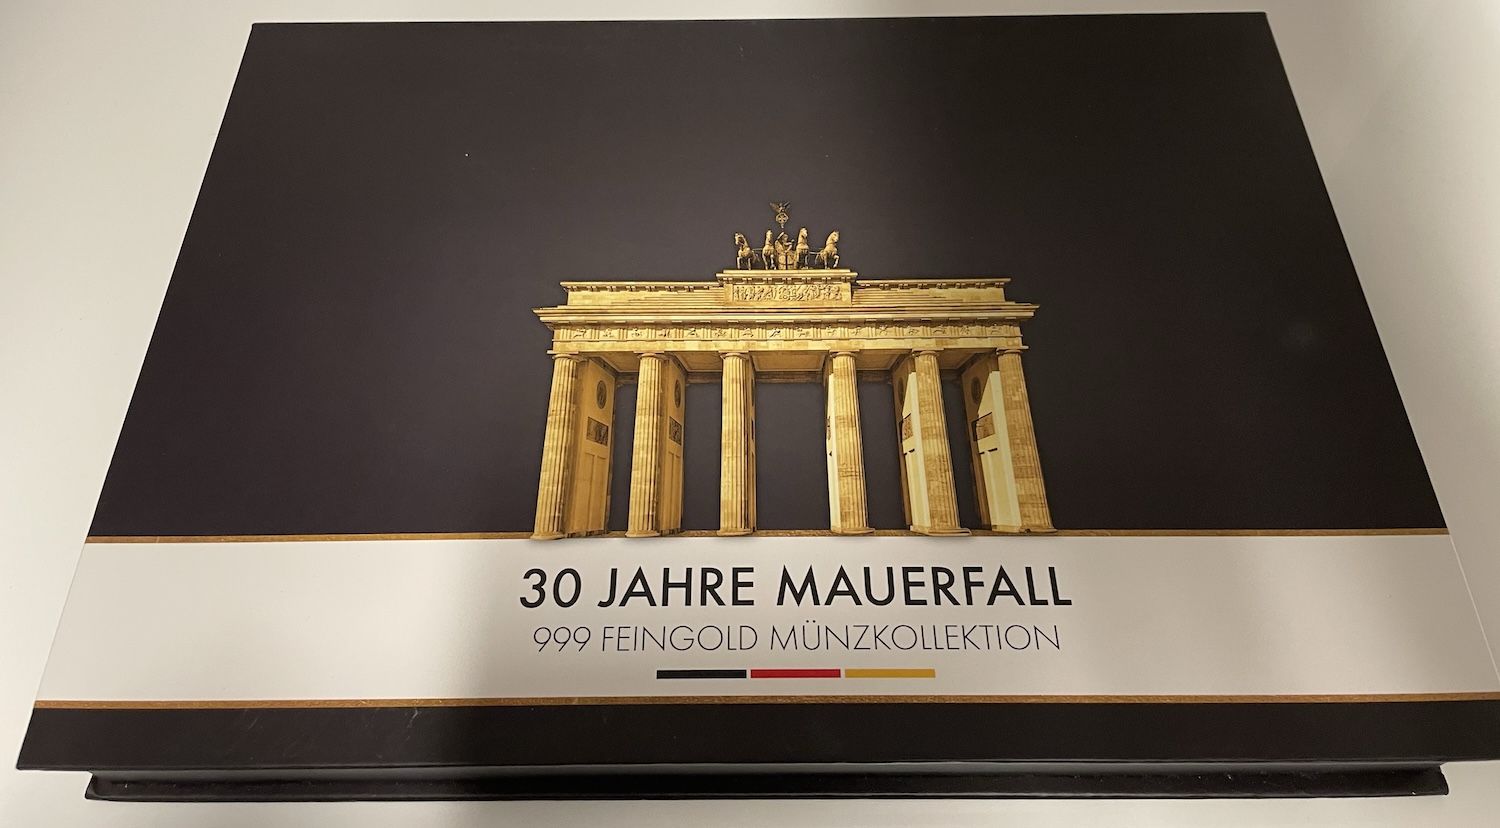 30 JAHRE MAUERFALL
999 FEINGOLD MÜNZKOLLEKTION